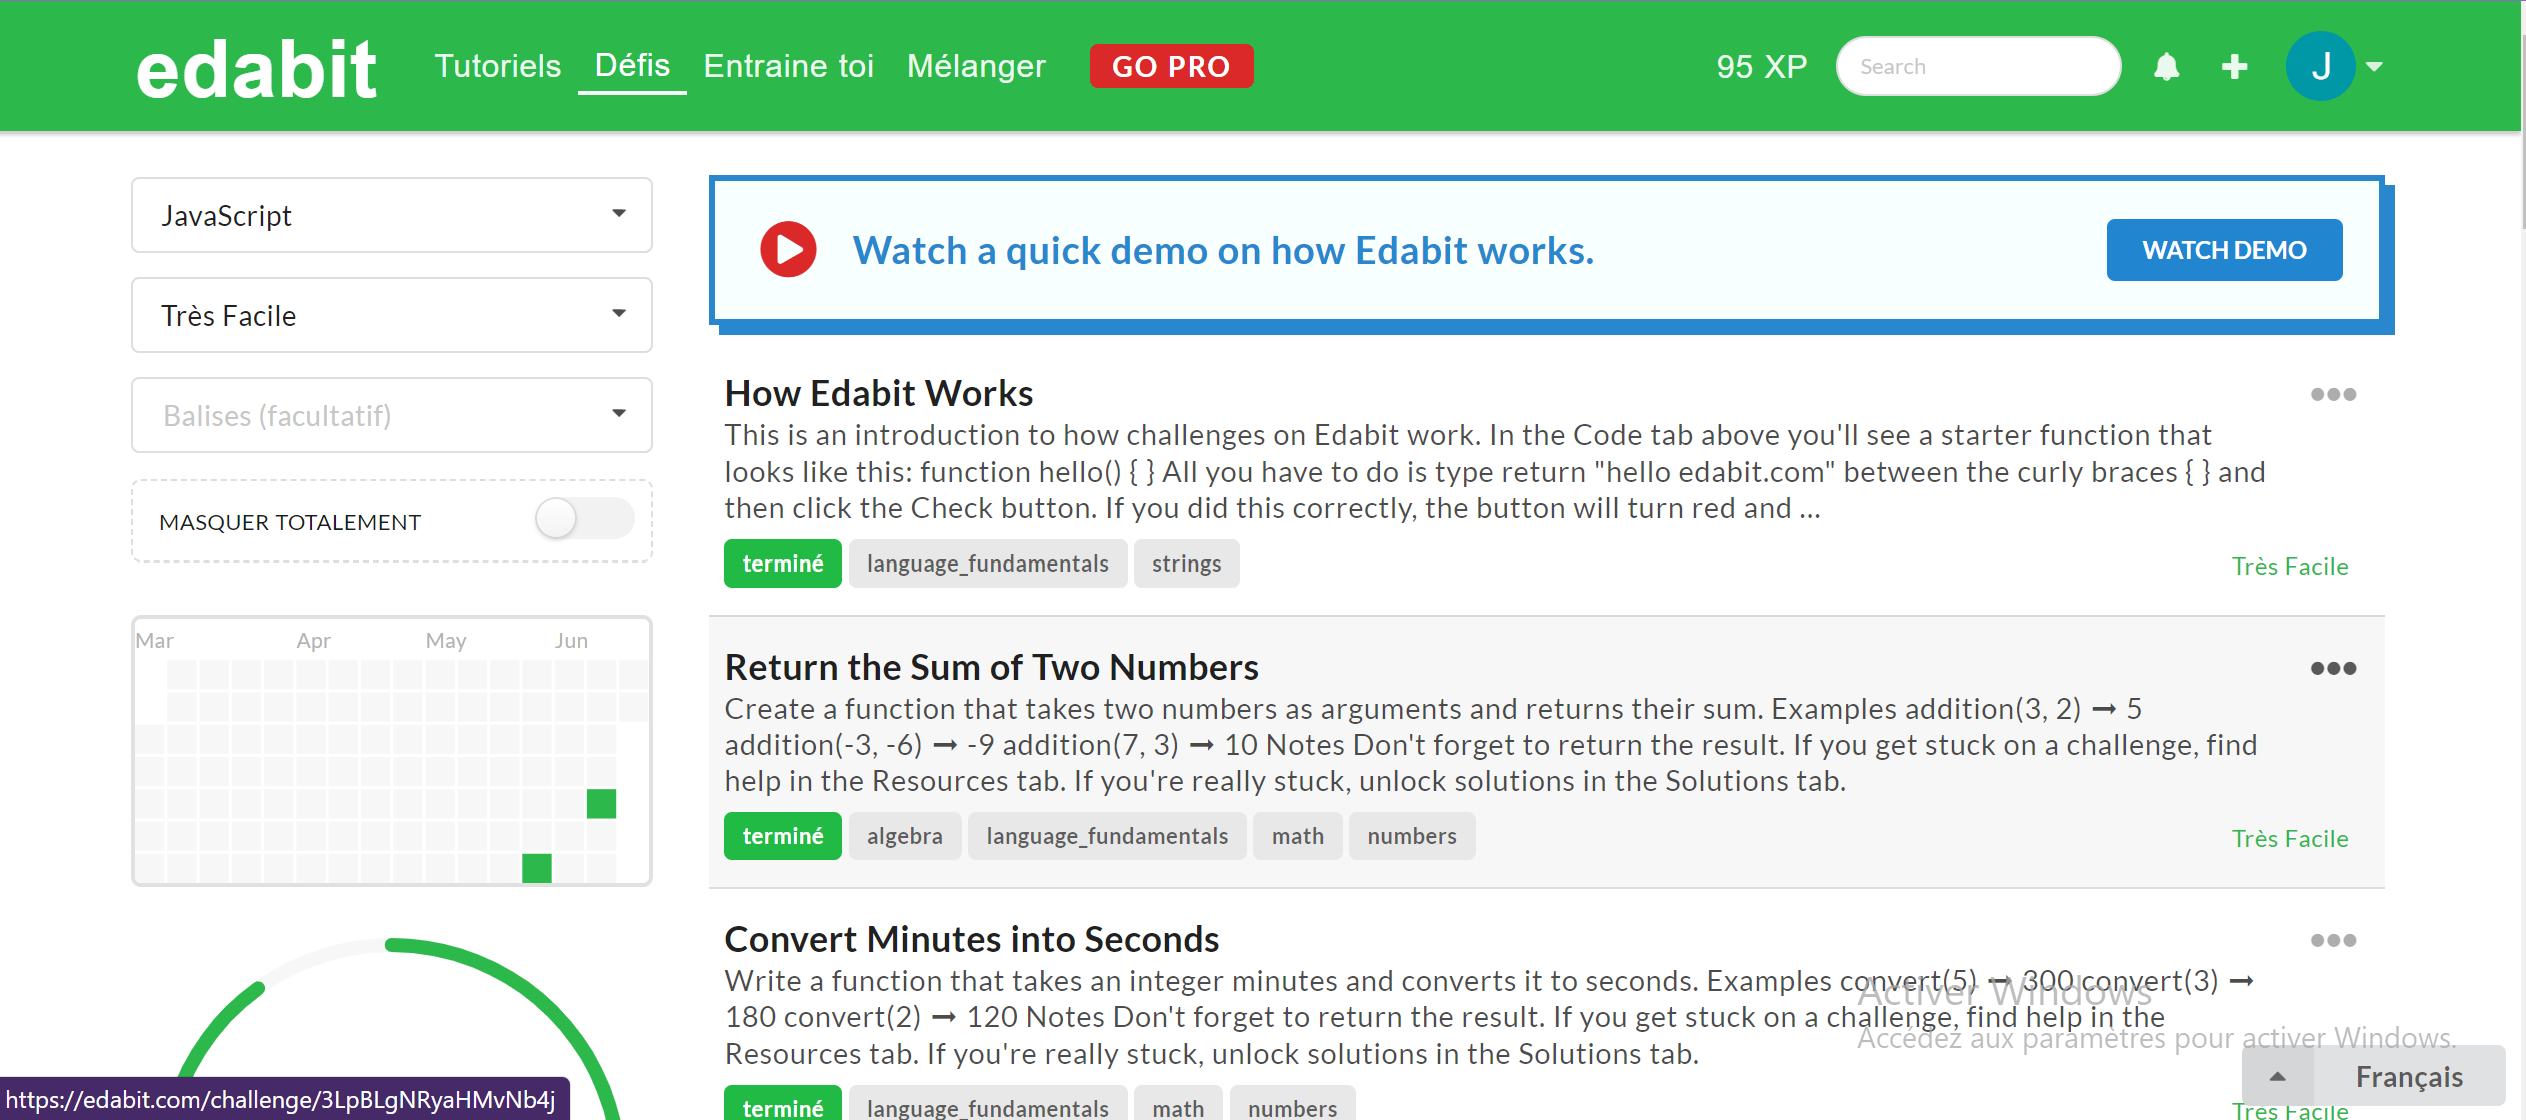 edabit Tutoriels Défis Entraine toi Mélanger GO PRO 95 XP Search J
JavaScript
Très Facile
Balises (facultatif)
MASQUER TOTALEMENT
Mar Apr May Jun
Watch a quick demo on how Edabit works. WATCH DEMO
How Edabit Works
This is an introduction to how challenges on Edabit work. In the Code tab above you'll see a starter function that
looks like this: function hello() { } All you have to do is type return "hello edabit.com" between the curly braces { } and
then click the Check button. If you did this correctly, the button will turn red and ...
terminé language_fundamentals strings Très Facile
Return the Sum of Two Numbers
Create a function that takes two numbers as arguments and returns their sum. Examples addition(3, 2) ➞ 5
addition(-3, -6) ➞ -9 addition(7, 3) ➞ 10 Notes Don't forget to return the result. If you get stuck on a challenge, find
help in the Resources tab. If you're really stuck, unlock solutions in the Solutions tab.
terminé algebra language_fundamentals math numbers Très Facile
Convert Minutes into Seconds
Write a function that takes an integer minutes and converts it to seconds. Examples convert(5) ➞ 300 convert(3) ➞
180 convert(2) ➞ 120 Notes Don't forget to return the result. If you get stuck on a challenge, find help in the
Resources tab. If you're really stuck, unlock solutions in the Solutions tab.
terminé language_fundamentals math numbers Très Facile
Activer Windows
Accédez aux paramètres pour activer Windows.
Français
https://edabit.com/challenge/3LpBLgNRyaHMvNb4j